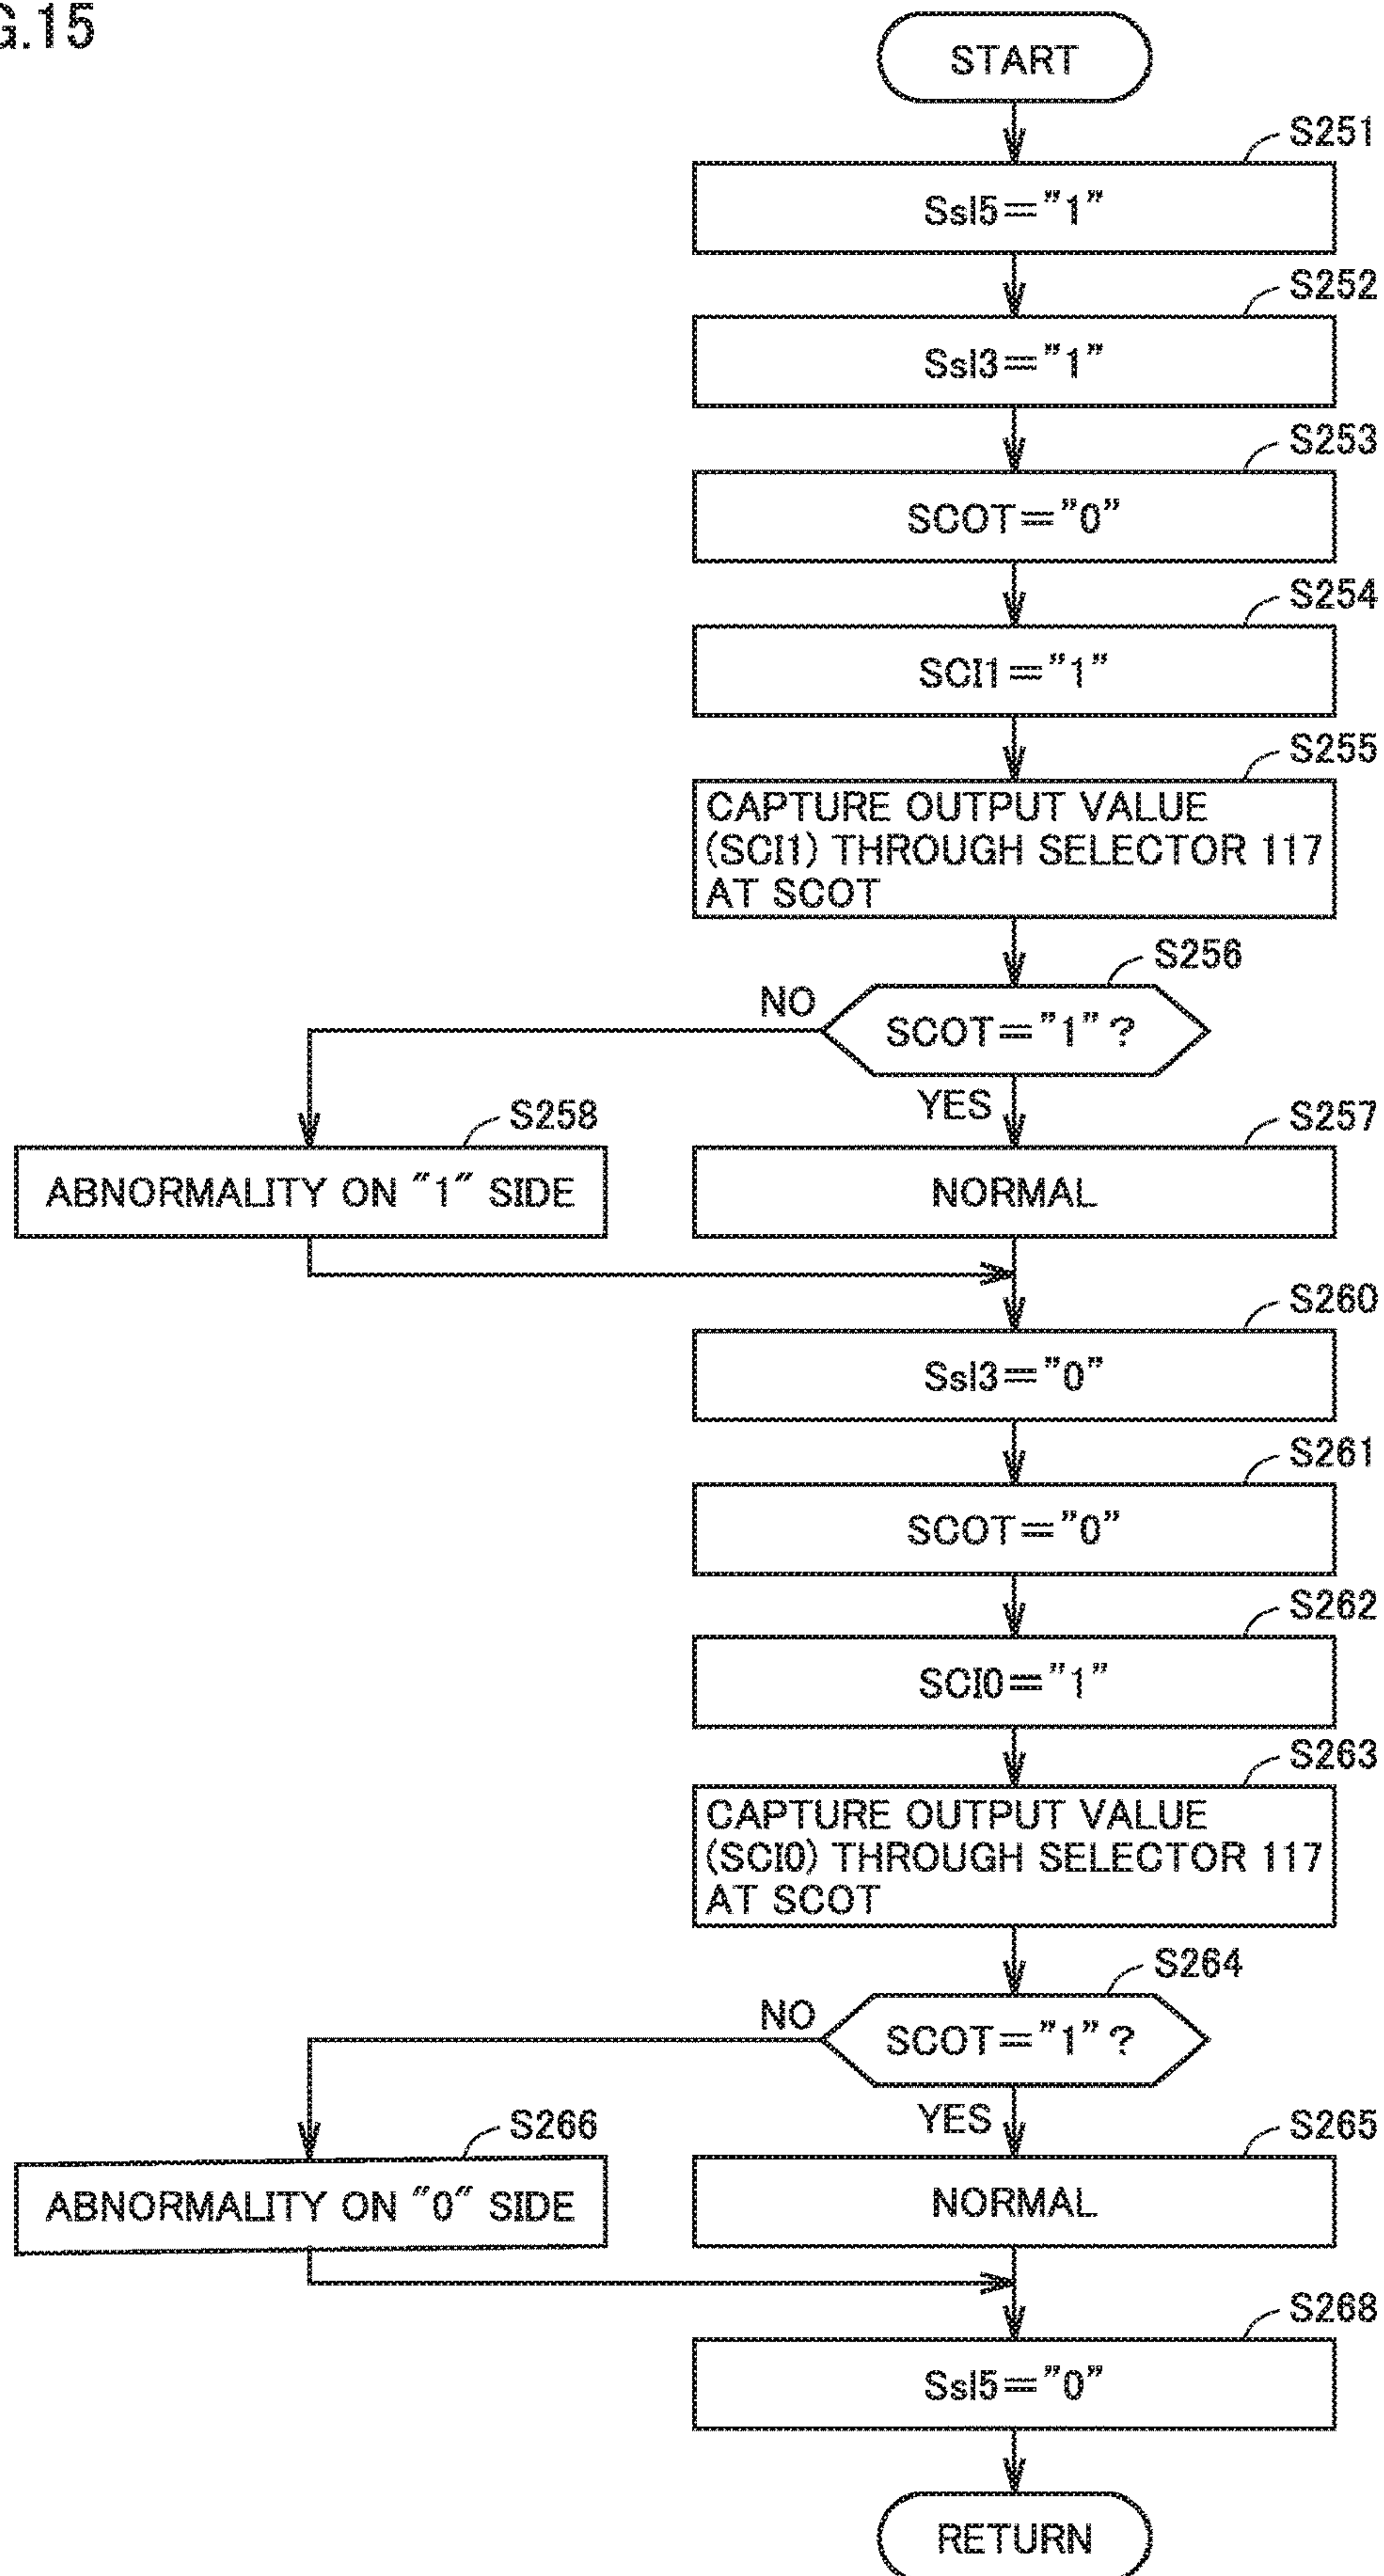 G.15
START
S251
Ssl5="1"
S252
Ssl3="1"
S253
SCOT="0"
S254
SCI1="1"
S255
CAPTURE OUTPUT VALUE
(SCI1) THROUGH SELECTOR 117
AT SCOT
S256
NO
SCOT="1"?
YES
S258
S257
ABNORMALITY ON "1" SIDE
NORMAL
S260
Ssl3="0"
S261
SCOT="0"
S262
SCI0="1"
S263
CAPTURE OUTPUT VALUE
(SCI0) THROUGH SELECTOR 117
AT SCOT
S264
NO
SCOT="1"?
YES
S266
S265
ABNORMALITY ON "0" SIDE
NORMAL
S268
Ssl5="0"
RETURN